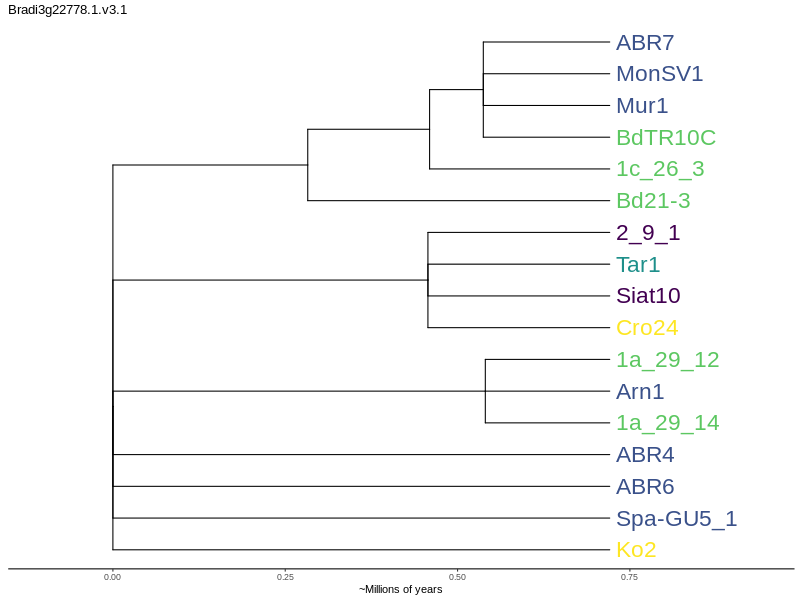 Bradi3g22778.1.v3.1
ABR7
MonSV1
Mur1
BdTR10C
1c_26_3
Bd21-3
2_9_1
Tar1
Siat10
Cro24
1a_29_12
Arn1
1a_29_14
ABR4
ABR6
Spa-GU5_1
Ko2
0.00 0.25 0.50 0.75
~Millions of years